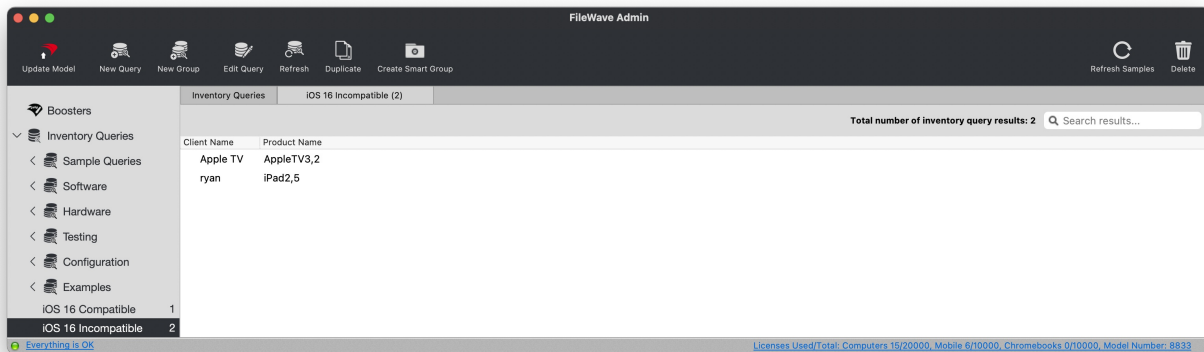 FileWave Admin
Update Model New Query New Group Edit Query Refresh Duplicate Create Smart Group Refresh Samples Delete
Boosters
Inventory Queries
Sample Queries
Software
Hardware
Testing
Configuration
Examples
iOS 16 Compatible 1
iOS 16 Incompatible 2
Inventory Queries iOS 16 Incompatible (2)
Total number of inventory query results: 2 Search results...
Client Name Product Name
Apple TV AppleTV3,2
ryan iPad2,5
Everything is OK Licenses Used/Total: Computers 15/20000, Mobile 6/10000, Chromebooks 0/10000, Model Number: 8833